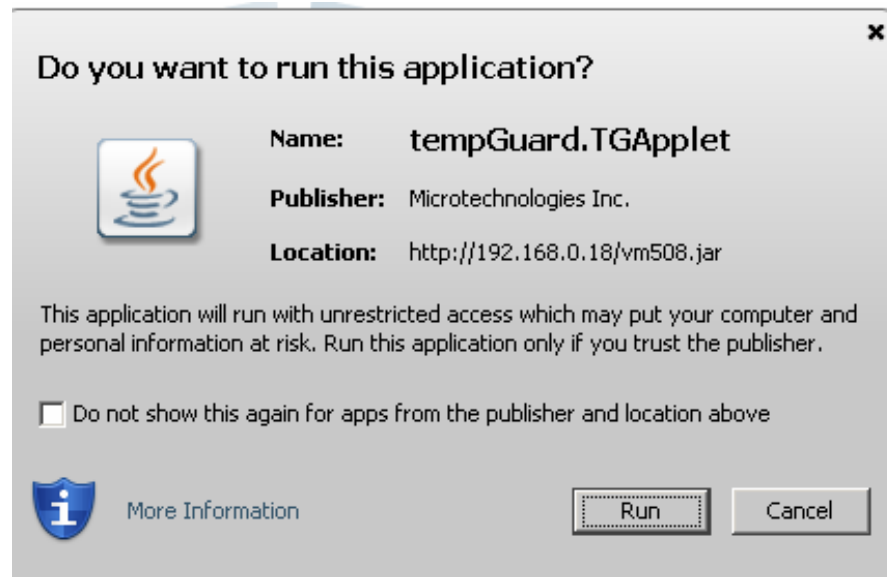 Do you want to run this application?
Name: tempGuard.TGApplet
Publisher: Microtechnologies Inc.
Location: http://192.168.0.18/vm508.jar
This application will run with unrestricted access which may put your computer and
personal information at risk. Run this application only if you trust the publisher.
Do not show this again for apps from the publisher and location above
More Information
Run
Cancel